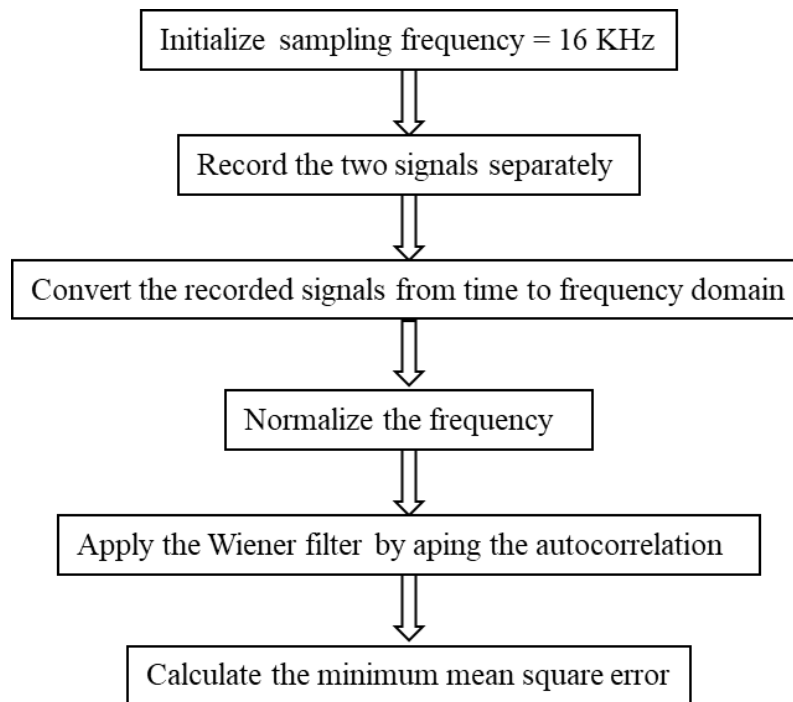 Initialize sampling frequency = 16 KHz
Record the two signals separately
Convert the recorded signals from time to frequency domain
Normalize the frequency
Apply the Wiener filter by aping the autocorrelation
Calculate the minimum mean square error